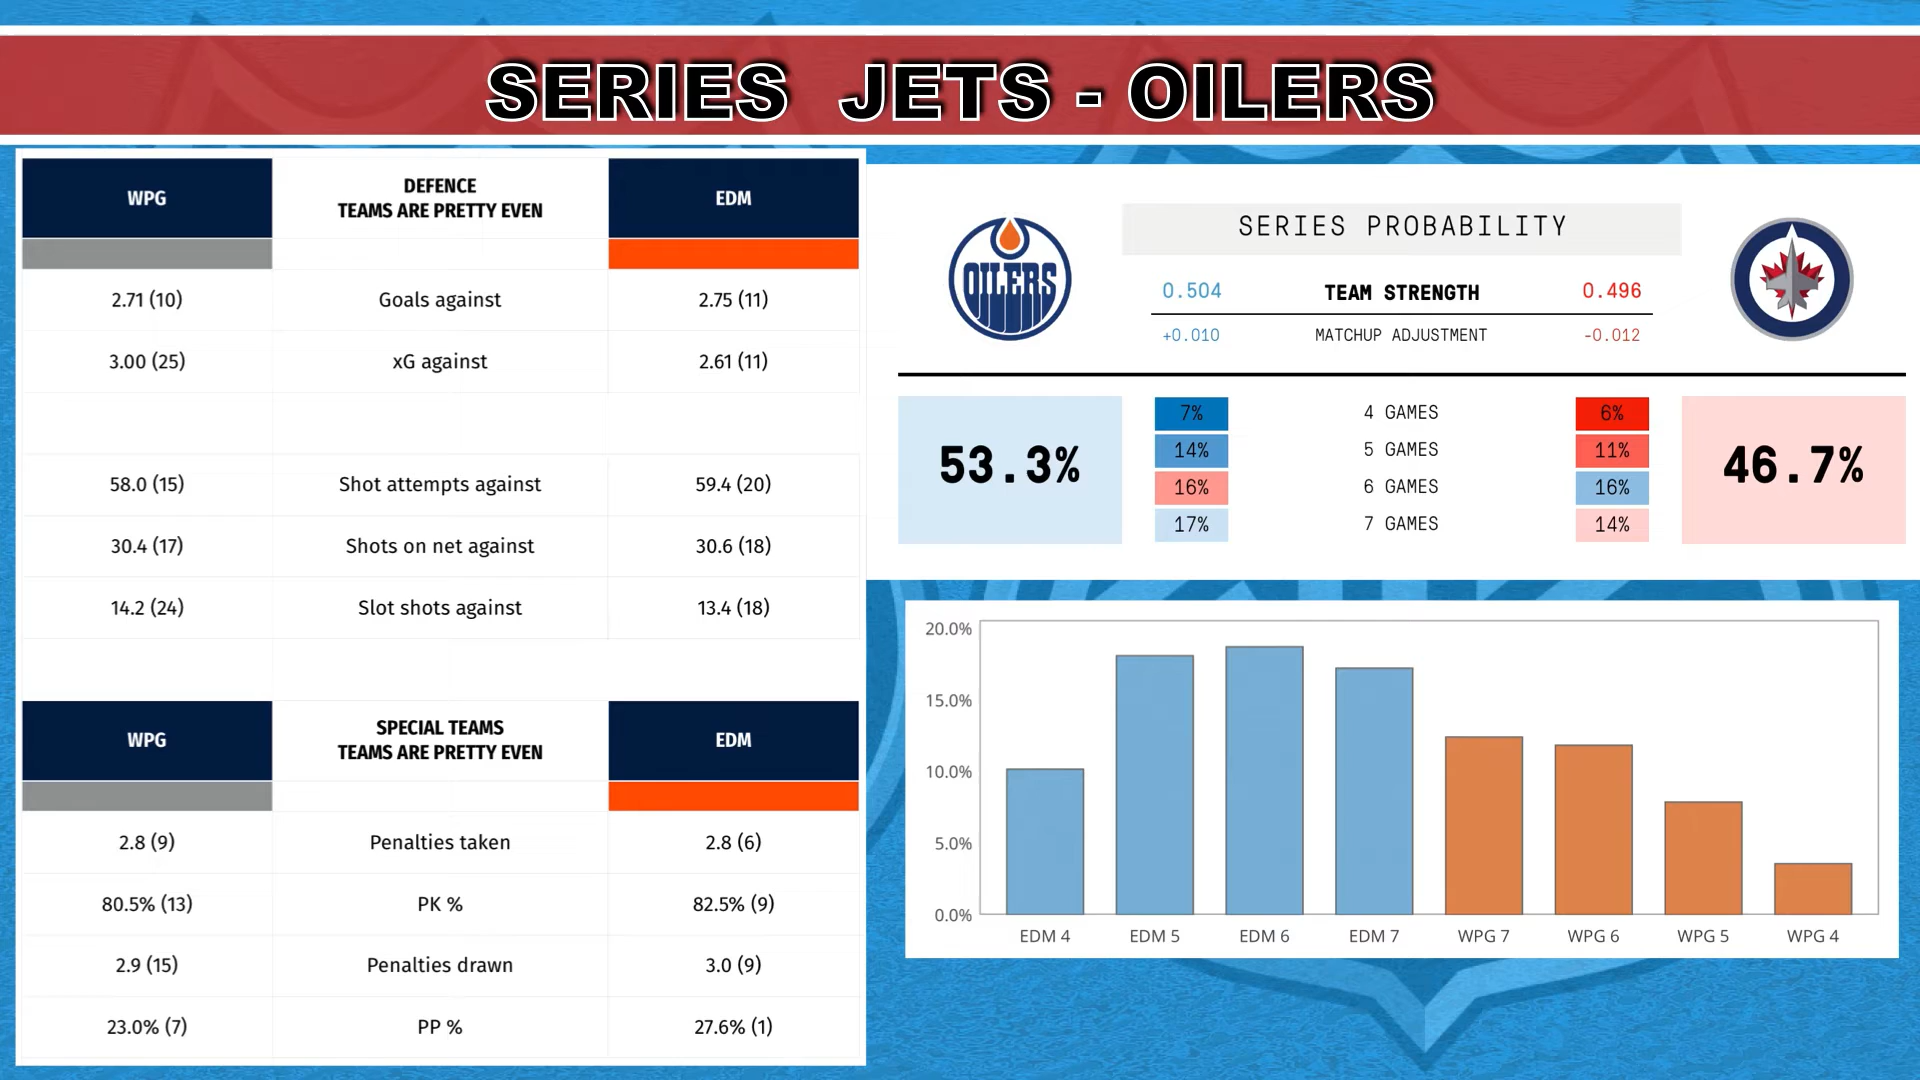 SERIES JETS - OILERS
WPG
DEFENCE
TEAMS ARE PRETTY EVEN
EDM
2.71 (10) Goals against 2.75 (11)
3.00 (25) xG against 2.61 (11)
58.0 (15) Shot attempts against 59.4 (20)
30.4 (17) Shots on net against 30.6 (18)
14.2 (24) Slot shots against 13.4 (18)
WPG
SPECIAL TEAMS
TEAMS ARE PRETTY EVEN
EDM
2.8 (9) Penalties taken 2.8 (6)
80.5% (13) PK % 82.5% (9)
2.9 (15) Penalties drawn 3.0 (9)
23.0% (7) PP % 27.6% (1)
OILERS
SERIES PROBABILITY
0.504 TEAM STRENGTH 0.496
+0.010 MATCHUP ADJUSTMENT -0.012
53.3%
7% 4 GAMES 6%
14% 5 GAMES 11%
16% 6 GAMES 16%
17% 7 GAMES 14%
46.7%
20.0%
15.0%
10.0%
5.0%
0.0%
EDM 4 EDM 5 EDM 6 EDM 7 WPG 7 WPG 6 WPG 5 WPG 4